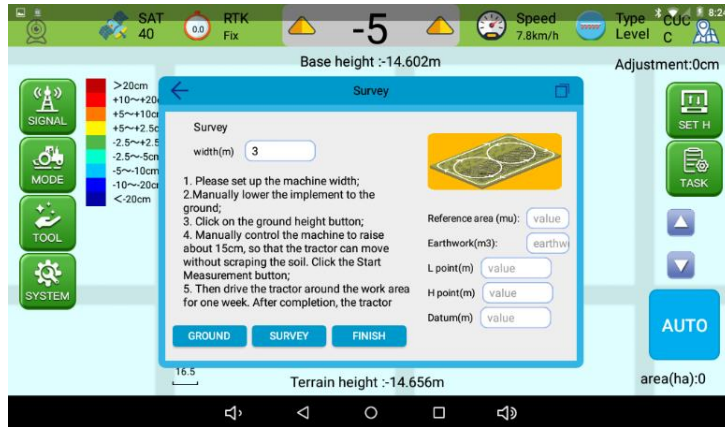 8:24
SAT
40
0.0
RTK
Fix
-5
Speed
7.8km/h
Type CUC
Level C
Base height :-14.602m
Adjustment:0cm
SIGNAL
MODE
TOOL
SYSTEM
>20cm
+10~+20c
+5~+10cr
+5~+2.5c
-2.5~+2.5
-2.5~-5cn
-5~-10cm
-10~-20cr
<-20cm
Survey
Survey
width(m) 3
1. Please set up the machine width;
2.Manually lower the implement to the
ground;
3. Click on the ground height button;
4. Manually control the machine to raise
about 15cm, so that the tractor can move
without scraping the soil. Click the Start
Measurement button;
5. Then drive the tractor around the work area
for one week. After completion, the tractor
GROUND
SURVEY
FINISH
Reference area (mu): value
Earthwork(m3): earthw
L point(m) value
H point(m) value
Datum(m) value
SET H
TASK
AUTO
16.5
Terrain height :-14.656m
area(ha):0